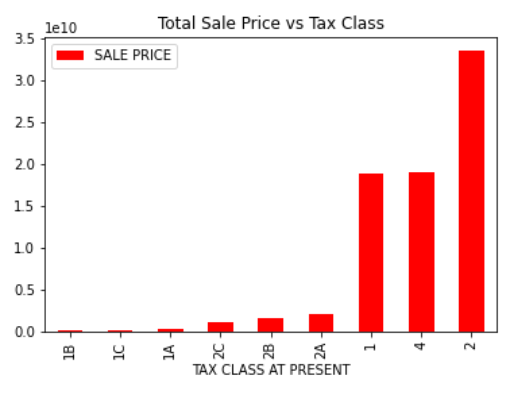 Total Sale Price vs Tax Class
1e10
3.5
3.0
2.5
2.0
1.5
1.0
0.5
0.0
SALE PRICE
1B
1C
1A
2C
2B
2A
1
4
2
TAX CLASS AT PRESENT